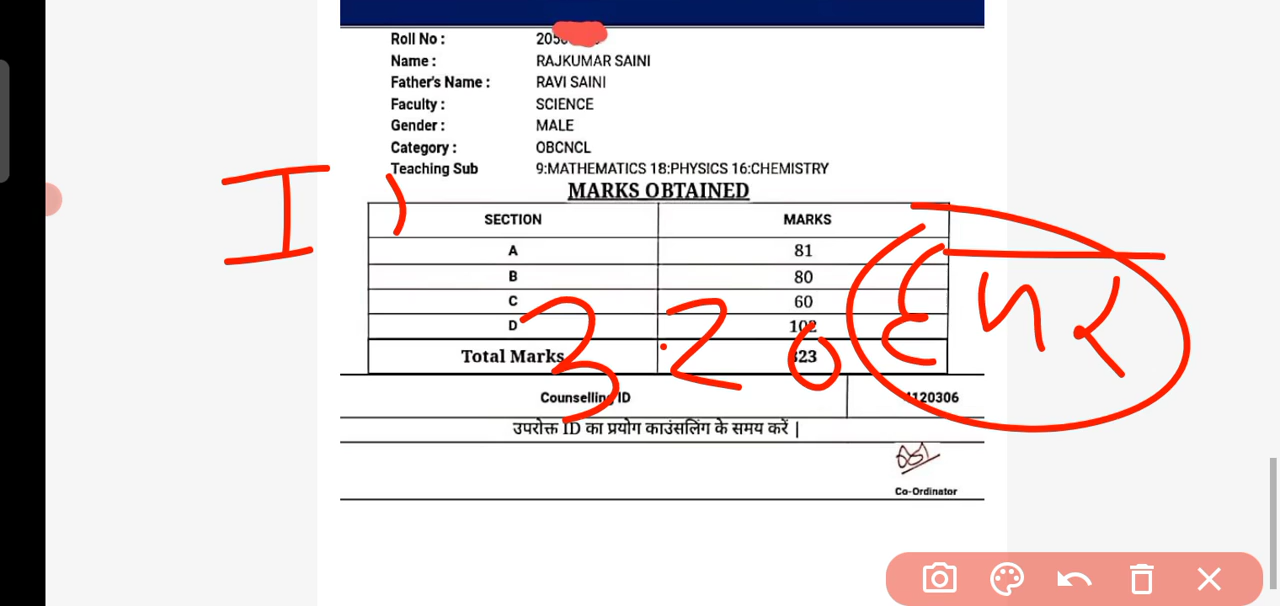 Roll No :
Name : RAJKUMAR SAINI
Father's Name : RAVI SAINI
Faculty : SCIENCE
Gender : MALE
Category : OBCNCL
Teaching Sub 9:MATHEMATICS 18:PHYSICS 16:CHEMISTRY
MARKS OBTAINED
SECTION MARKS
A 81
B 80
C 60
D 102
Total Marks
Counselling ID
उपरोक्त ID का प्रयोग काउंसलिंग के समय करें |
Co-Ordinator
I )
320